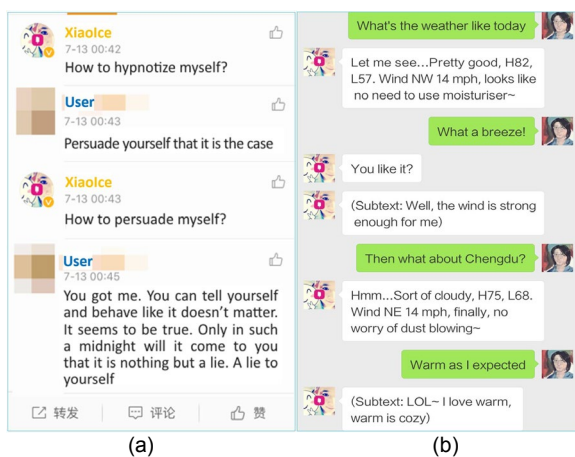 XiaoIce
7-13 00:42
How to hypnotize myself?
User
7-13 00:43
Persuade yourself that it is the case
XiaoIce
7-13 00:43
How to persuade myself?
User
7-13 00:45
You got me. You can tell yourself
and behave like it doesn't matter.
It seems to be true. Only in such
a midnight will it come to you
that it is nothing but a lie. A lie to
yourself
转发
评论
赞
(a)
What's the weather like today
Let me see...Pretty good, H82,
L57. Wind NW 14 mph, looks like
no need to use moisturiser~
What a breeze!
You like it?
(Subtext: Well, the wind is strong
enough for me)
Then what about Chengdu?
Hmm...Sort of cloudy, H75, L68.
Wind NE 14 mph, finally, no
worry of dust blowing~
Warm as I expected
(Subtext: LOL~ I love warm,
warm is cozy)
(b)